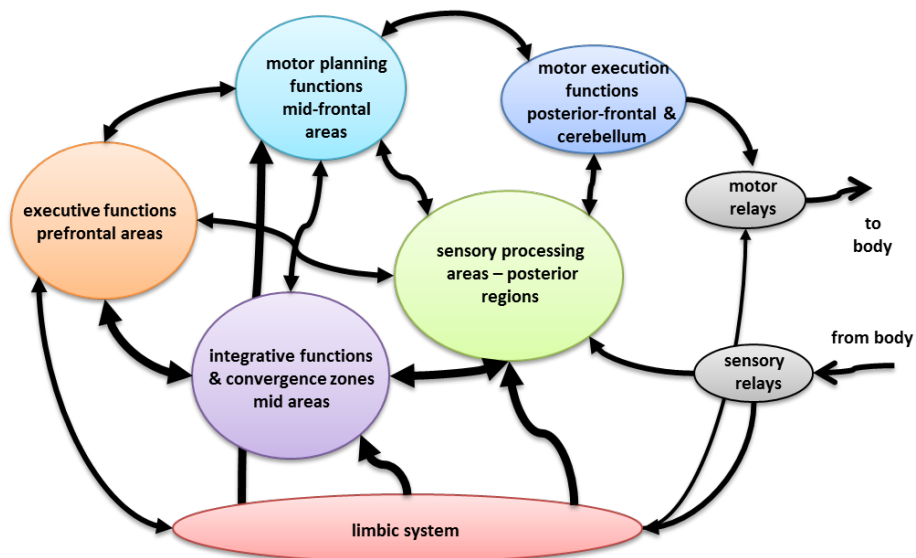 motor planning
functions
mid-frontal
areas
motor execution
functions
posterior-frontal &
cerebellum
motor
relays
to
body
executive functions
prefrontal areas
sensory processing
areas – posterior
regions
from body
sensory
relays
integrative functions
& convergence zones
mid areas
limbic system